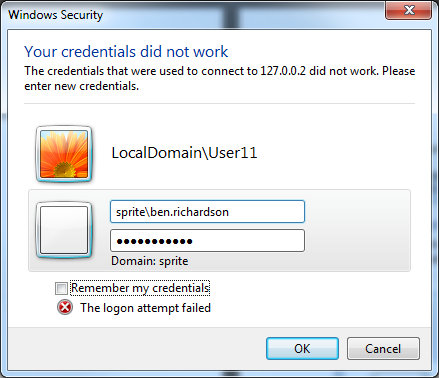 Windows Security
Your credentials did not work
The credentials that were used to connect to 127.0.0.2 did not work. Please
enter new credentials.
LocalDomain\User11
sprite\ben.richardson
●●●●●●●●●●●
Domain: sprite
Remember my credentials
The logon attempt failed
OK
Cancel